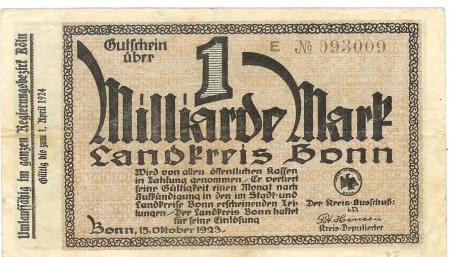 Gutschein
über
E № 093009
1
Milliarde Mark
Landkreis Bonn
Wird von allen öffentlichen Kassen
in Zahlung genommen - Er verliert
seine Gültigkeit einen Monat nach
Aufkündigung in den im Stadt- und
Landkreise Bonn erscheinenden Zei-
tungen - Der Landkreis Bonn haftet
für seine Einlösung
Bonn, 15. Oktober 1923.
Der Kreis-Ausschuß:
Kreis-Deputierter
Umlauffähig im ganzen Regierungsbezirk Köln
Gültig bis zum 1. April 1924